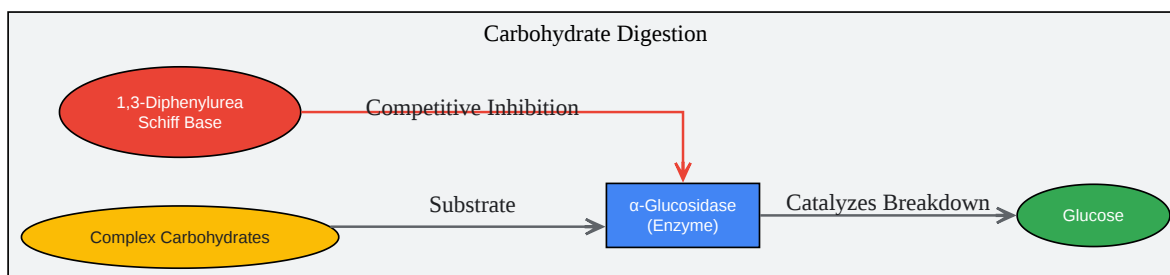 Carbohydrate Digestion
1,3-Diphenylurea
Schiff Base
Competitive Inhibition
Complex Carbohydrates
Substrate
α-Glucosidase
(Enzyme)
Catalyzes Breakdown
Glucose